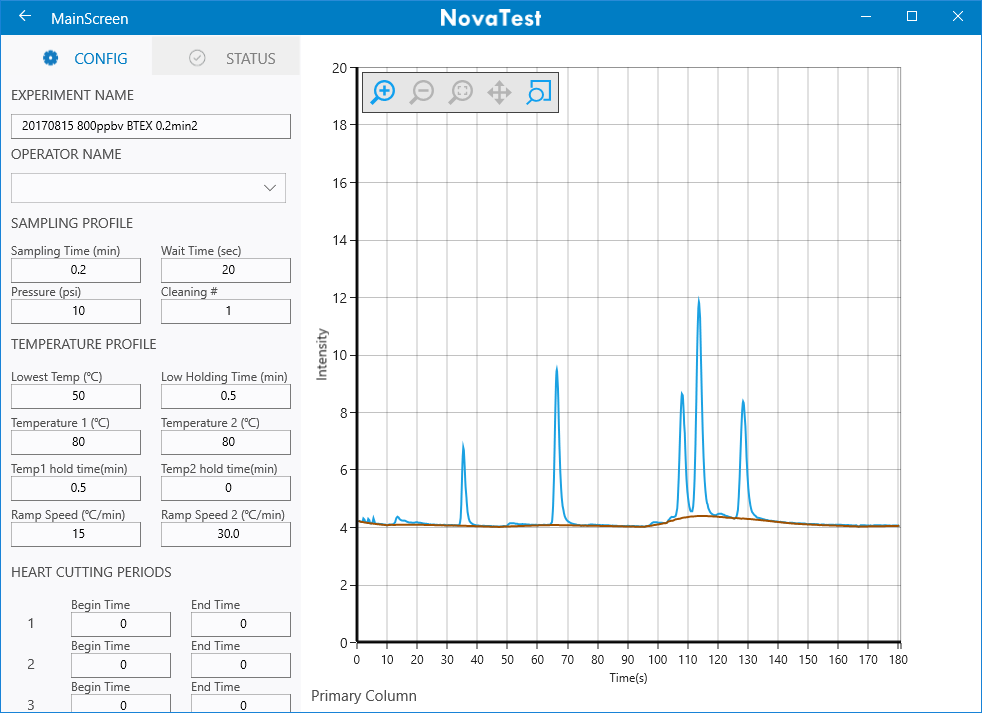 MainScreen
NovaTest
CONFIG
STATUS
EXPERIMENT NAME
20170815 800ppbv BTEX 0.2min2
OPERATOR NAME
SAMPLING PROFILE
Sampling Time (min) Wait Time (sec)
0.2 20
Pressure (psi) Cleaning #
10 1
TEMPERATURE PROFILE
Lowest Temp (℃) Low Holding Time (min)
50 0.5
Temperature 1 (℃) Temperature 2 (℃)
80 80
Temp1 hold time(min) Temp2 hold time(min)
0.5 0
Ramp Speed (℃/min) Ramp Speed 2 (℃/min)
15 30.0
HEART CUTTING PERIODS
Begin Time End Time
1 0 0
Begin Time End Time
2 0 0
Begin Time End Time
3 0 0
20
18
16
14
12
10
8
6
4
2
0
Intensity
0 10 20 30 40 50 60 70 80 90 100 110 120 130 140 150 160 170 180
Time(s)
Primary Column